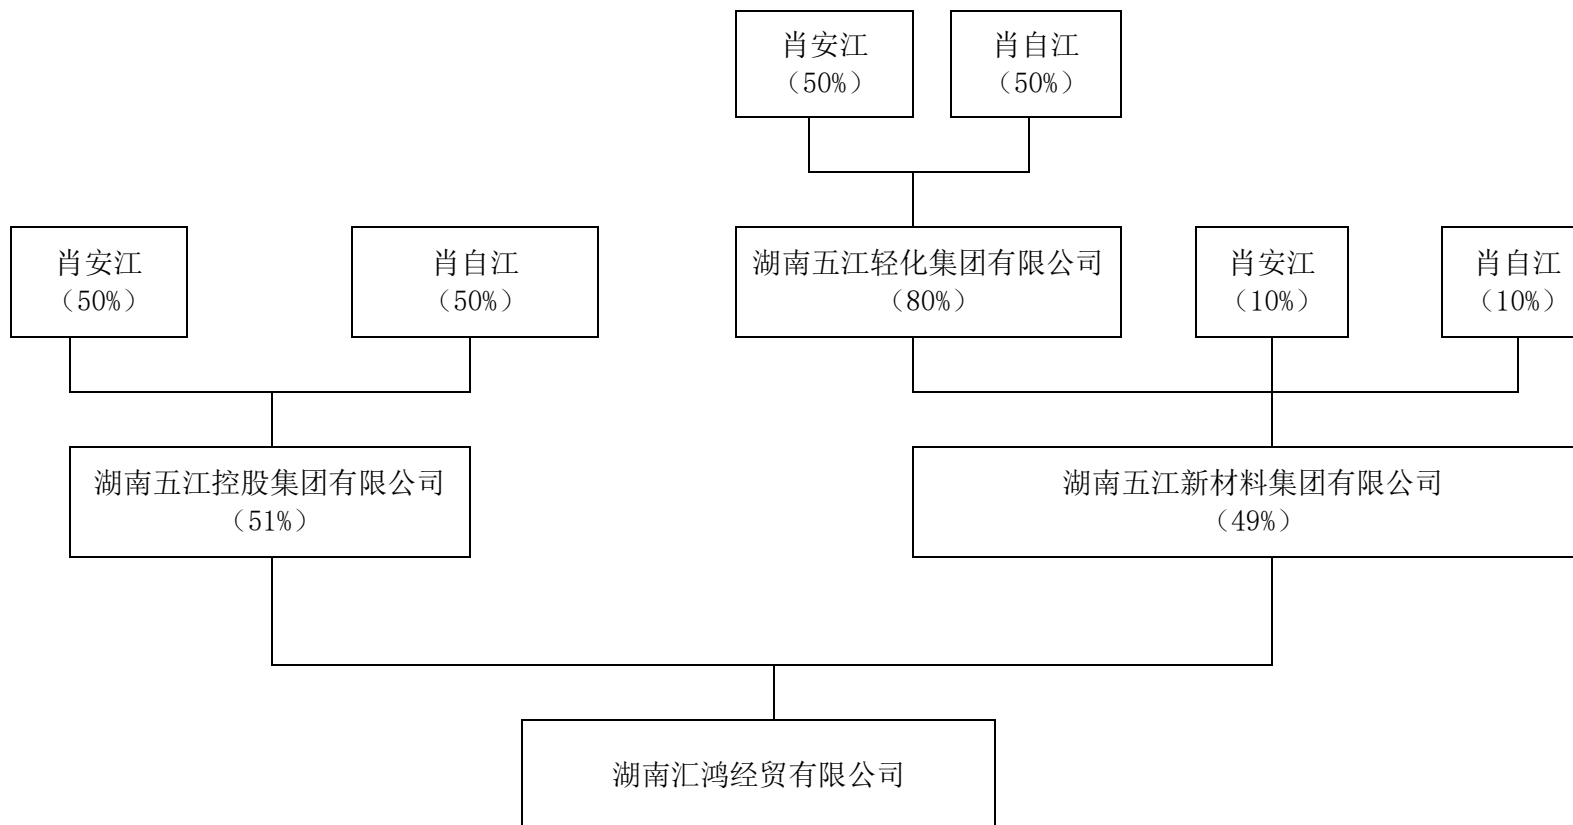 肖安江
（50%）
肖自江
（50%）
肖安江
（50%）
肖自江
（50%）
湖南五江轻化集团有限公司
（80%）
肖安江
（10%）
肖自江
（10%）
湖南五江控股集团有限公司
（51%）
湖南五江新材料集团有限公司
（49%）
湖南汇鸿经贸有限公司